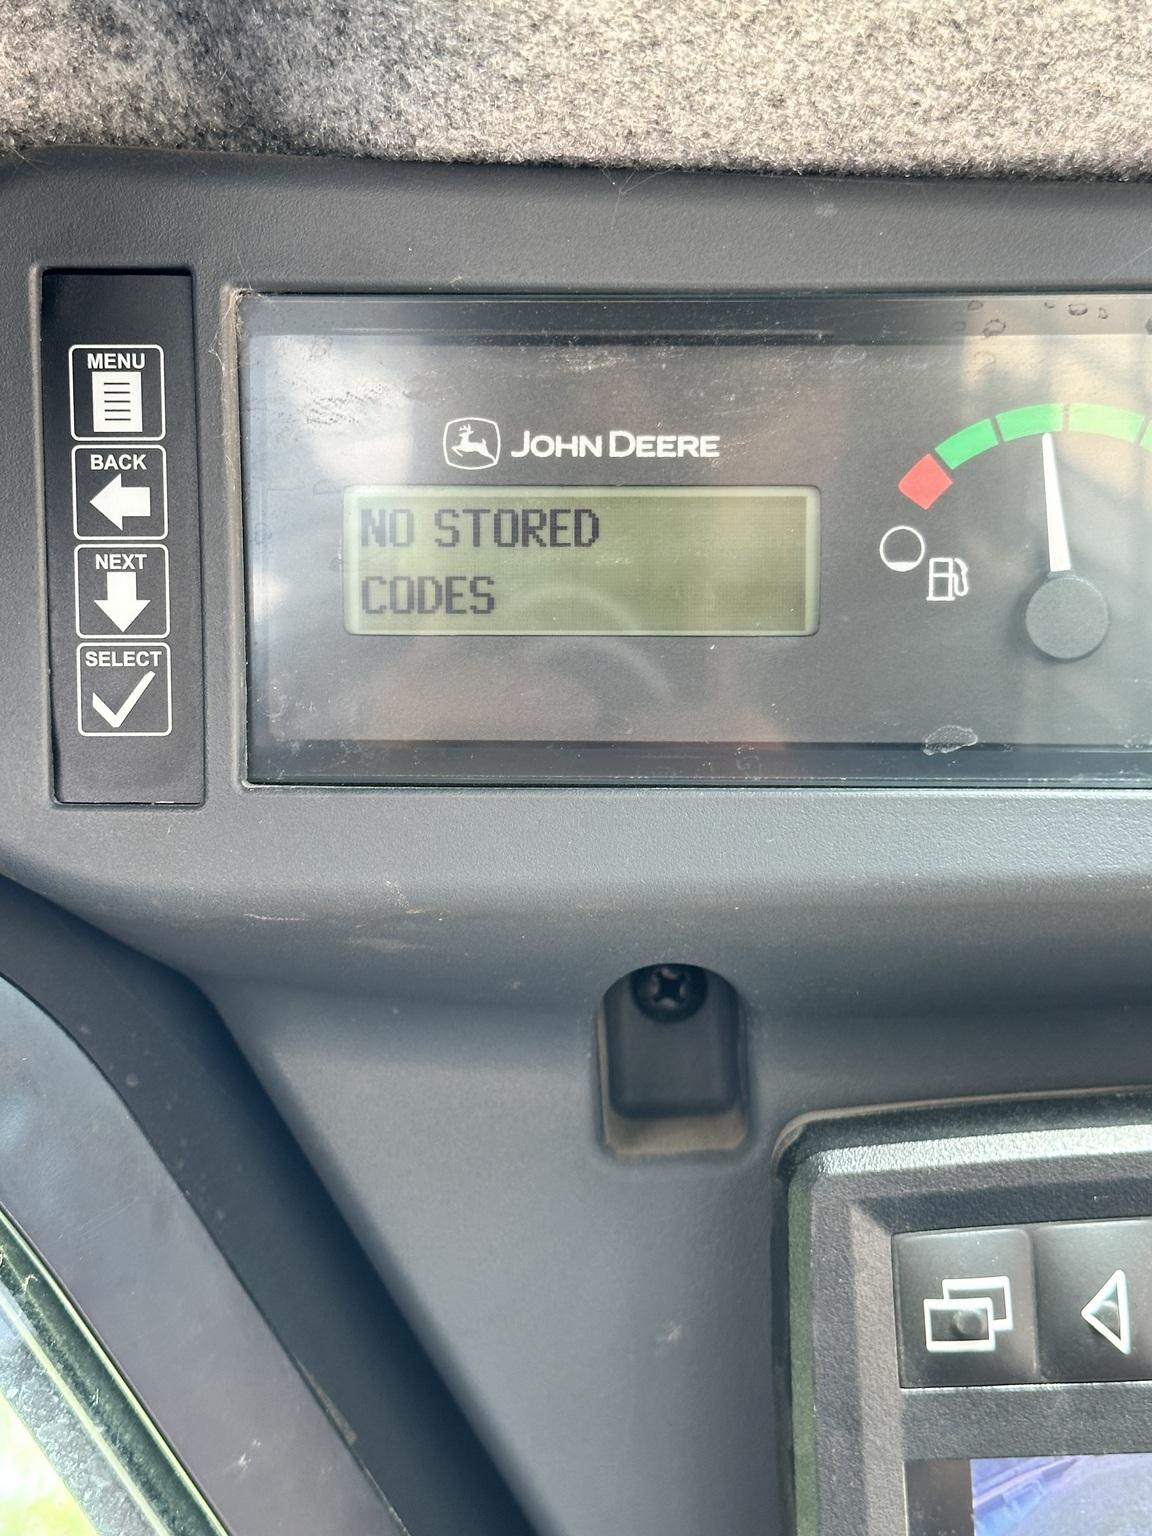 MENU
BACK
NEXT
SELECT
JOHN DEERE
NO STORED
CODES